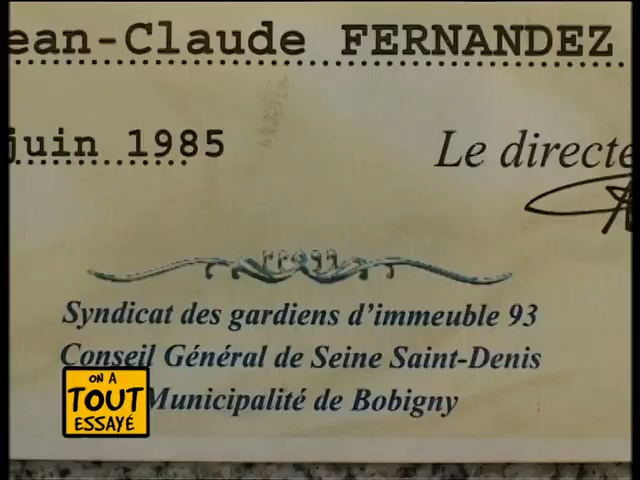 ean-Claude FERNANDEZ
juin 1985
Le directe
Syndicat des gardiens d'immeuble 93
Conseil Général de Seine Saint-Denis
Municipalité de Bobigny
ON A
TOUT
ESSAYÉ